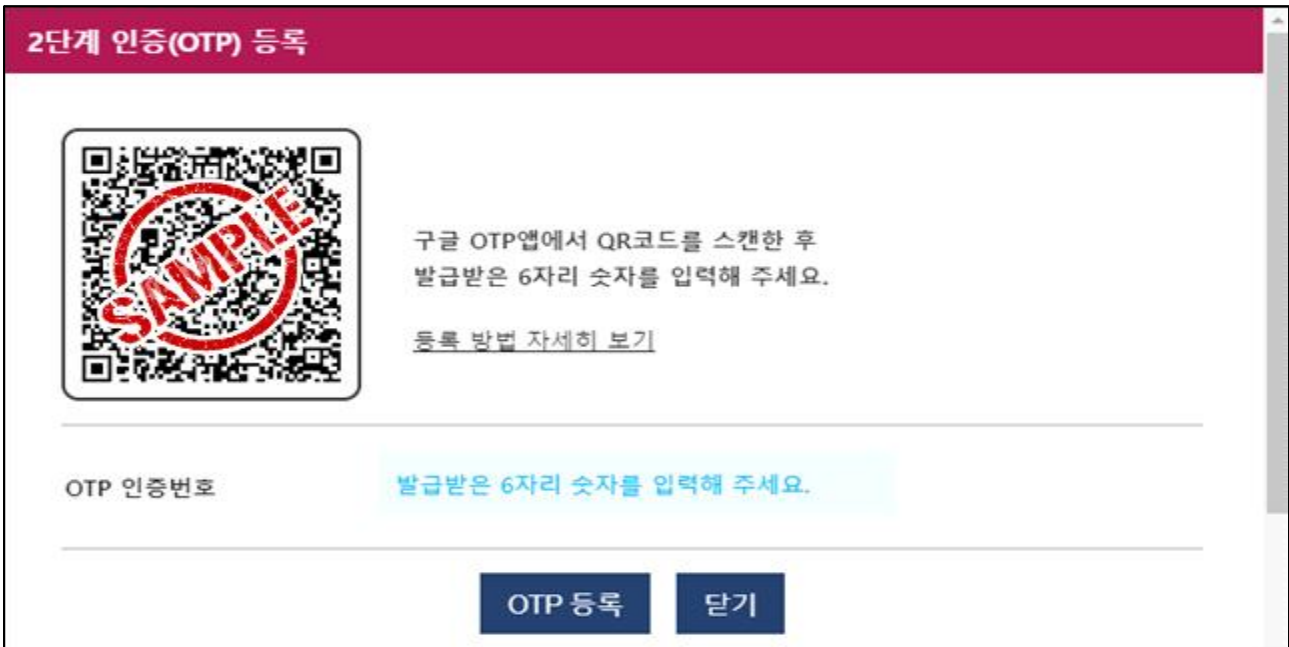 2단계 인증(OTP) 등록
SAMPLE
구글 OTP앱에서 QR코드를 스캔한 후
발급받은 6자리 숫자를 입력해 주세요.
등록 방법 자세히 보기
OTP 인증번호
발급받은 6자리 숫자를 입력해 주세요.
OTP 등록
닫기